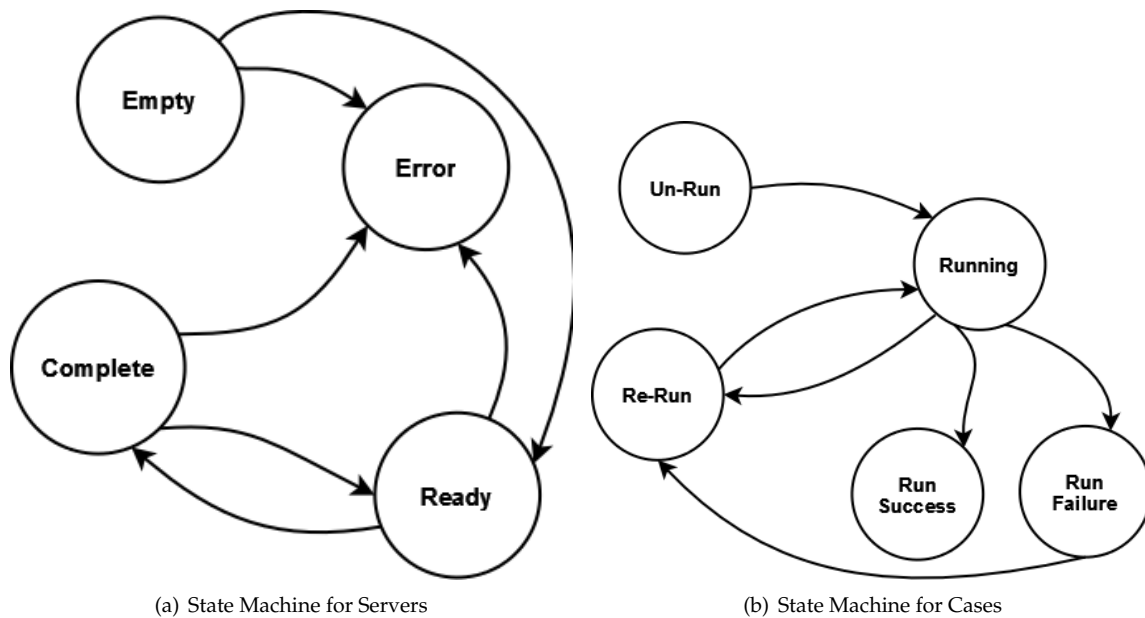 Empty
Error
Complete
Ready
(a) State Machine for Servers
Un-Run
Running
Re-Run
Run
Success
Run
Failure
(b) State Machine for Cases